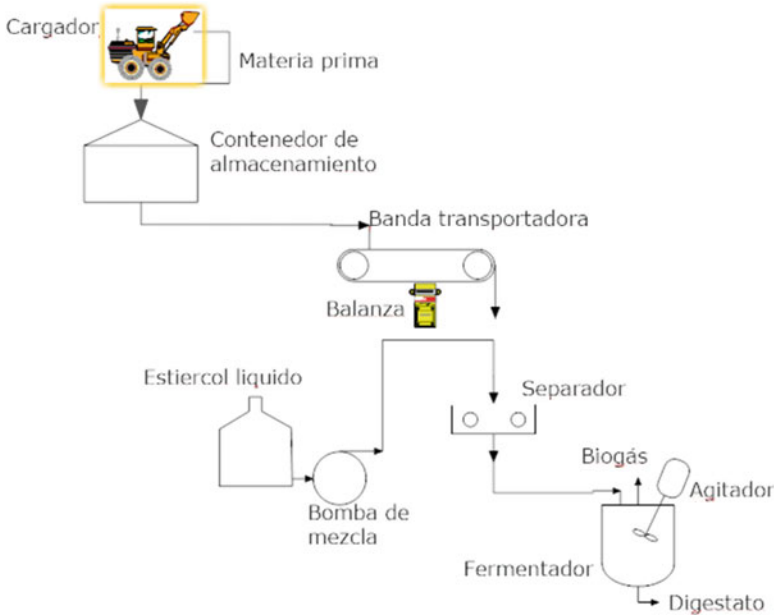 Cargador
Materia prima
Contenedor de
almacenamiento
Banda transportadora
Balanza
Estiercol liquido
Separador
Biogás
Agitador
Bomba de
mezcla
Fermentador
Digestato